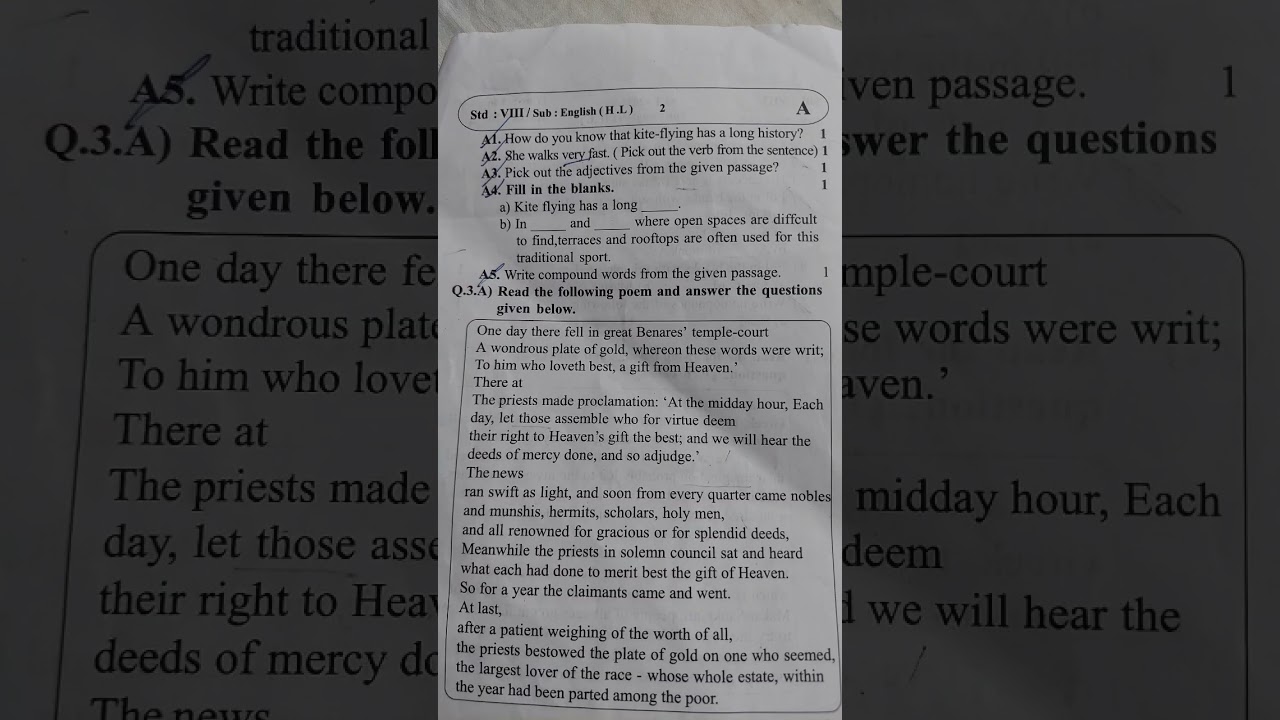 Std : VIII / Sub : English ( H .L ) 2 A
A1. How do you know that kite-flying has a long history? 1
A2. She walks very fast. ( Pick out the verb from the sentence) 1
A3. Pick out the adjectives from the given passage? 1
A4. Fill in the blanks. 1
a) Kite flying has a long ______.
b) In _____ and _____ where open spaces are diffcult
to find,terraces and rooftops are often used for this
traditional sport.
A5. Write compound words from the given passage. 1
Q.3.A) Read the following poem and answer the questions
given below.
One day there fell in great Benares' temple-court
A wondrous plate of gold, whereon these words were writ;
To him who loveth best, a gift from Heaven.'
There at
The priests made proclamation: 'At the midday hour, Each
day, let those assemble who for virtue deem
their right to Heaven's gift the best; and we will hear the
deeds of mercy done, and so adjudge.'
The news
ran swift as light, and soon from every quarter came nobles
and munshis, hermits, scholars, holy men,
and all renowned for gracious or for splendid deeds,
Meanwhile the priests in solemn council sat and heard
what each had done to merit best the gift of Heaven.
So for a year the claimants came and went.
At last,
after a patient weighing of the worth of all,
the priests bestowed the plate of gold on one who seemed,
the largest lover of the race - whose whole estate, within
the year had been parted among the poor.